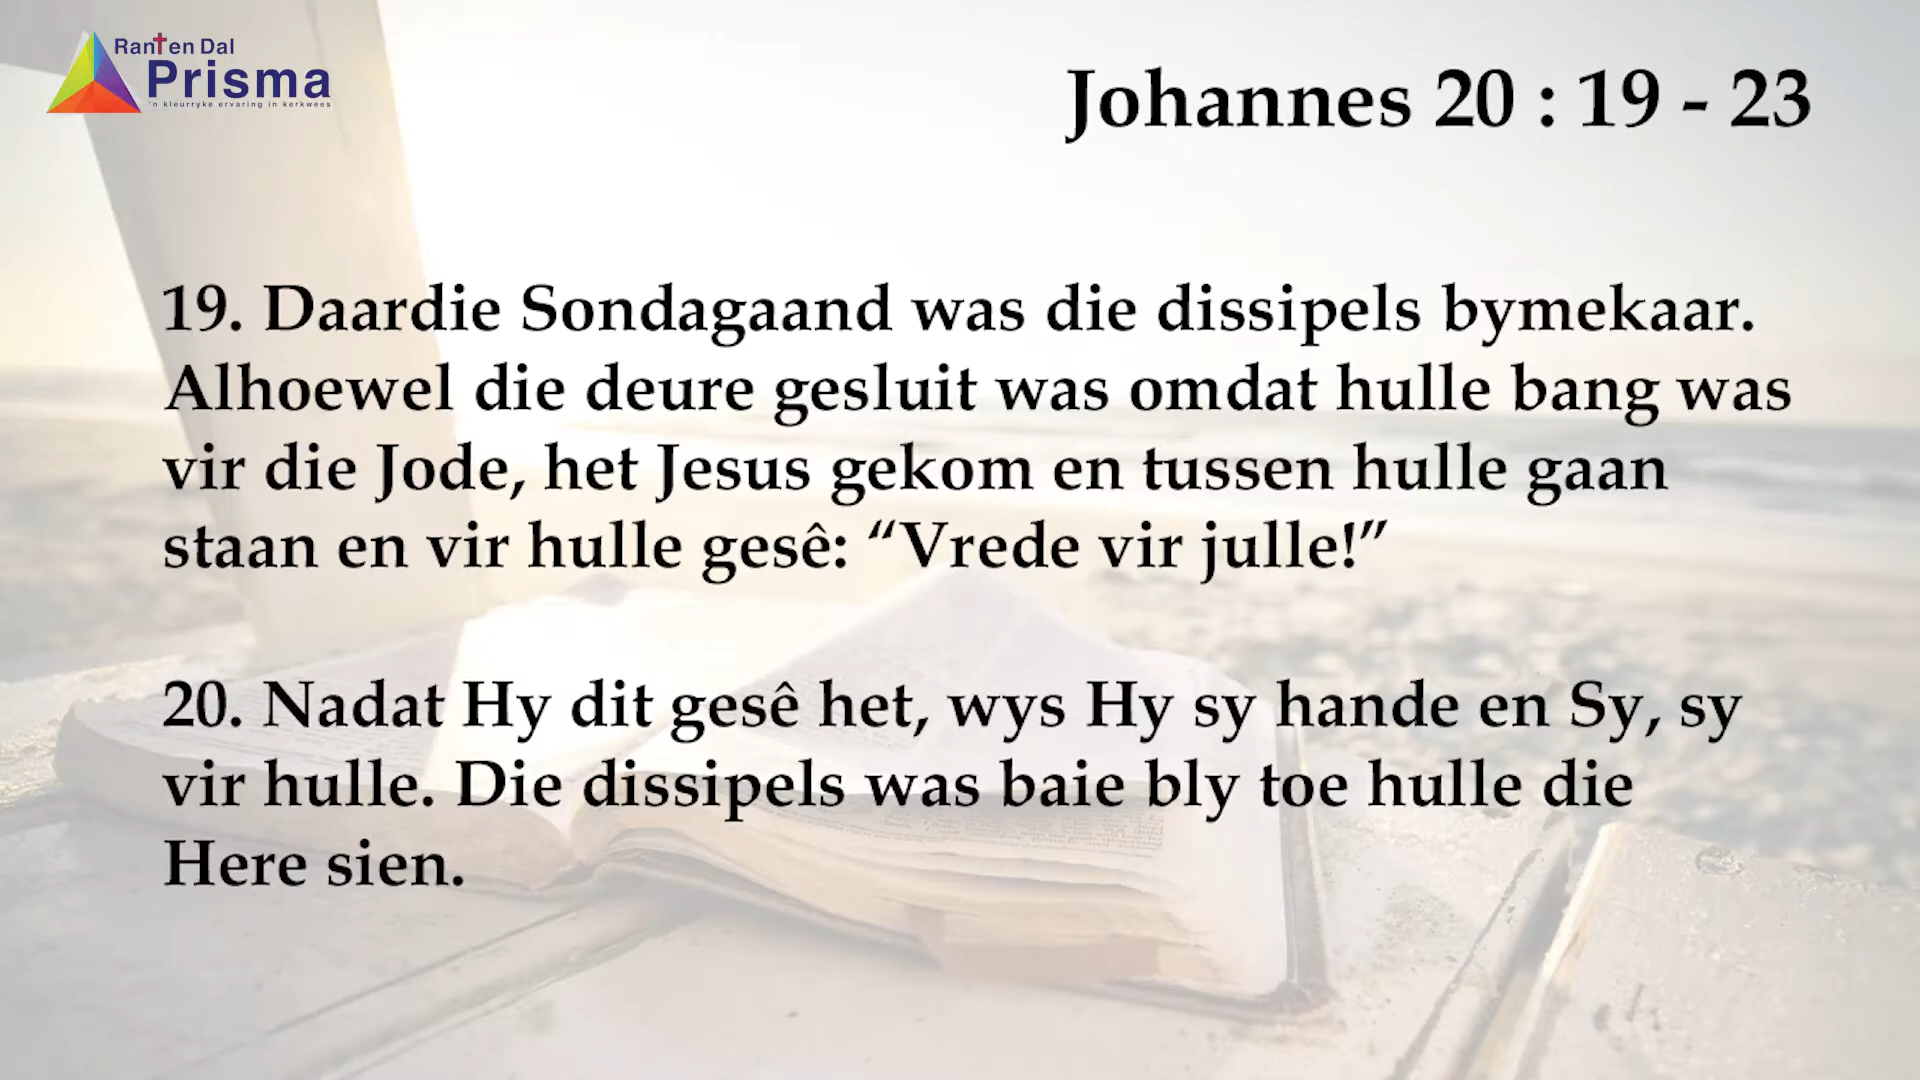 Rant en Dal
Prisma
'n kleurryke ervaring in kerkwees
Johannes 20 : 19 - 23
19. Daardie Sondagaand was die dissipels bymekaar.
Alhoewel die deure gesluit was omdat hulle bang was
vir die Jode, het Jesus gekom en tussen hulle gaan
staan en vir hulle gesê: “Vrede vir julle!”
20. Nadat Hy dit gesê het, wys Hy sy hande en Sy, sy
vir hulle. Die dissipels was baie bly toe hulle die
Here sien.